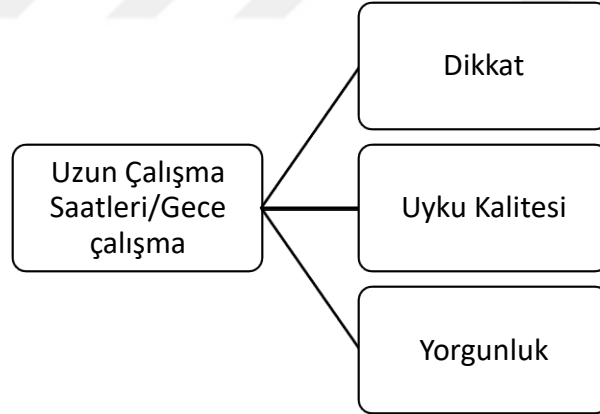 Dikkat
Uzun Çalışma
Saatleri/Gece
çalışma
Uyku Kalitesi
Yorgunluk